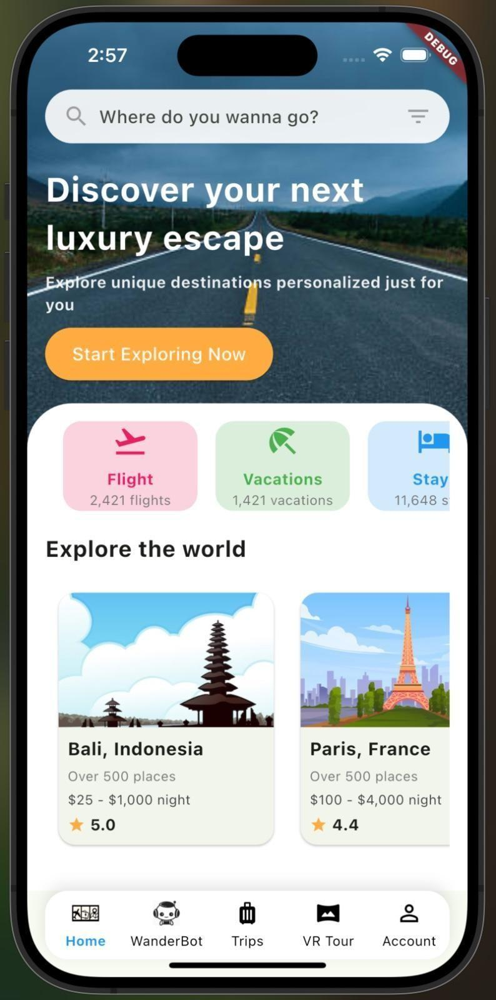 2:57
DEBUG
Where do you wanna go?
Discover your next
luxury escape
Explore unique destinations personalized just for
you
Start Exploring Now
Flight
Vacations
Stay
2,421 flights
1,421 vacations
11,648
Explore the world
Bali, Indonesia
Over 500 places
$25 - $1,000 night
5.0
Paris, France
Over 500 places
$100 - $4,000 night
4.4
Home
WanderBot
Trips
VR Tour
Account